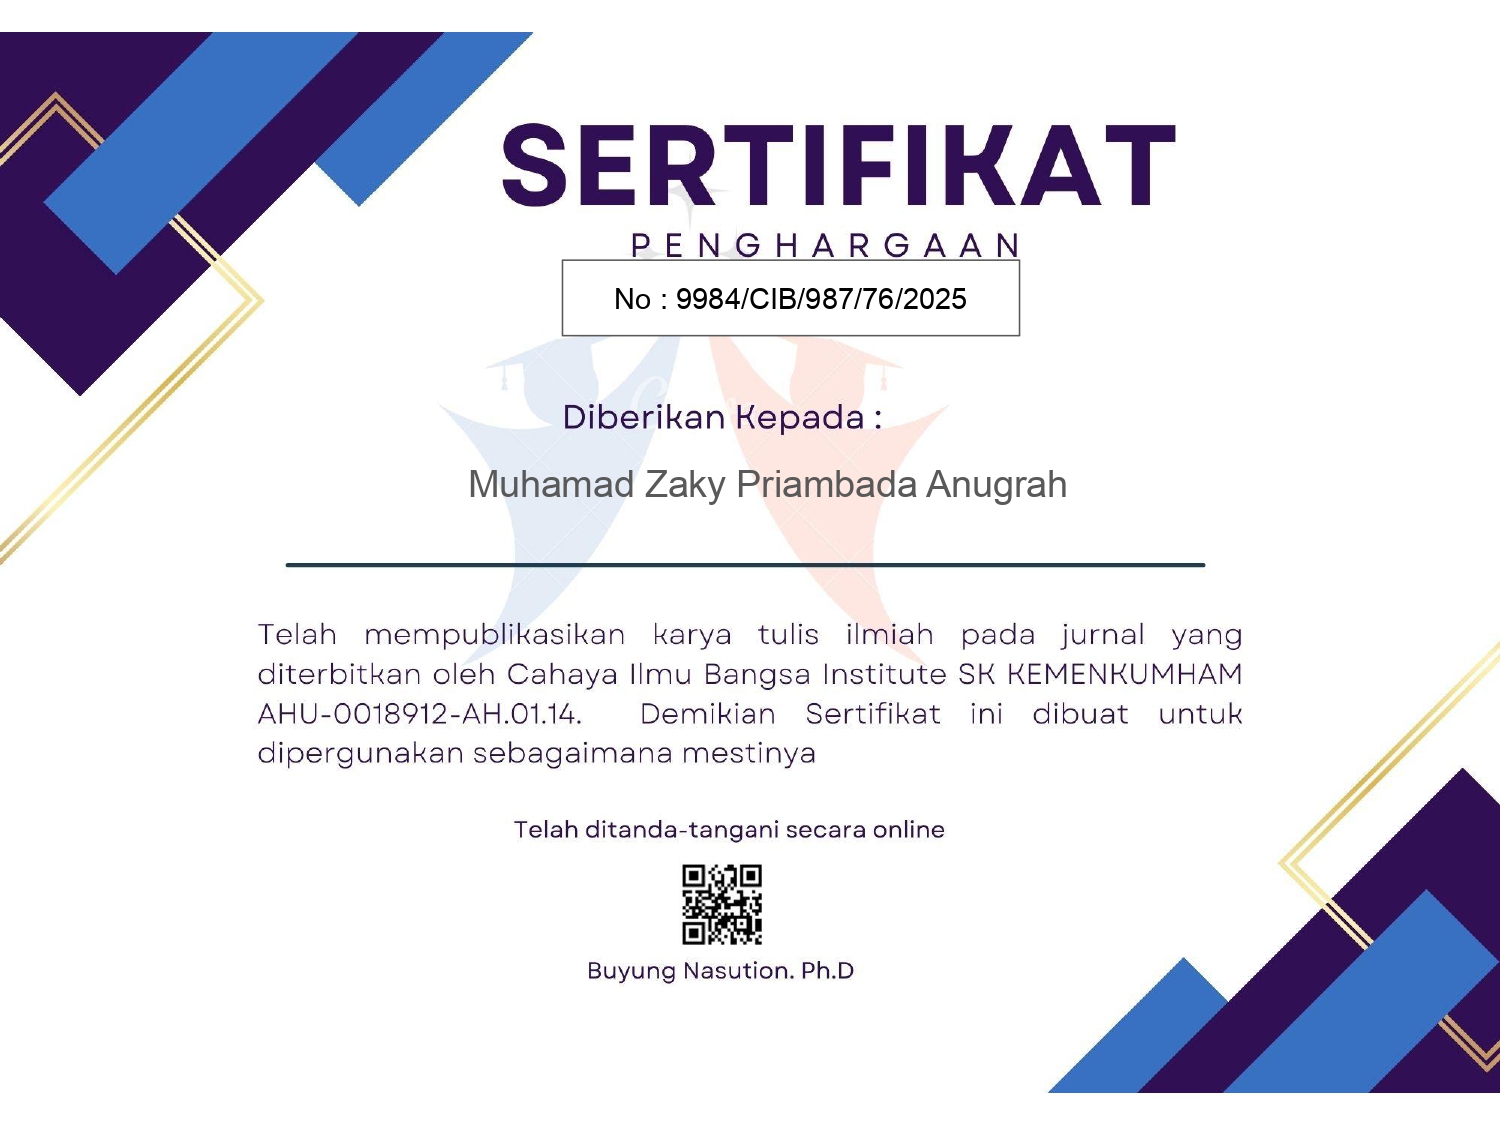 SERTIFIKAT
PENGHARGAAN
No : 9984/CIB/987/76/2025
Diberikan Kepada :
Muhamad Zaky Priambada Anugrah
Telah mempublikasikan karya tulis ilmiah pada jurnal yang
diterbitkan oleh Cahaya Ilmu Bangsa Institute SK KEMENKUMHAM
AHU-0018912-AH.01.14. Demikian Sertifikat ini dibuat untuk
dipergunakan sebagaimana mestinya
Telah ditanda-tangani secara online
Buyung Nasution. Ph.D